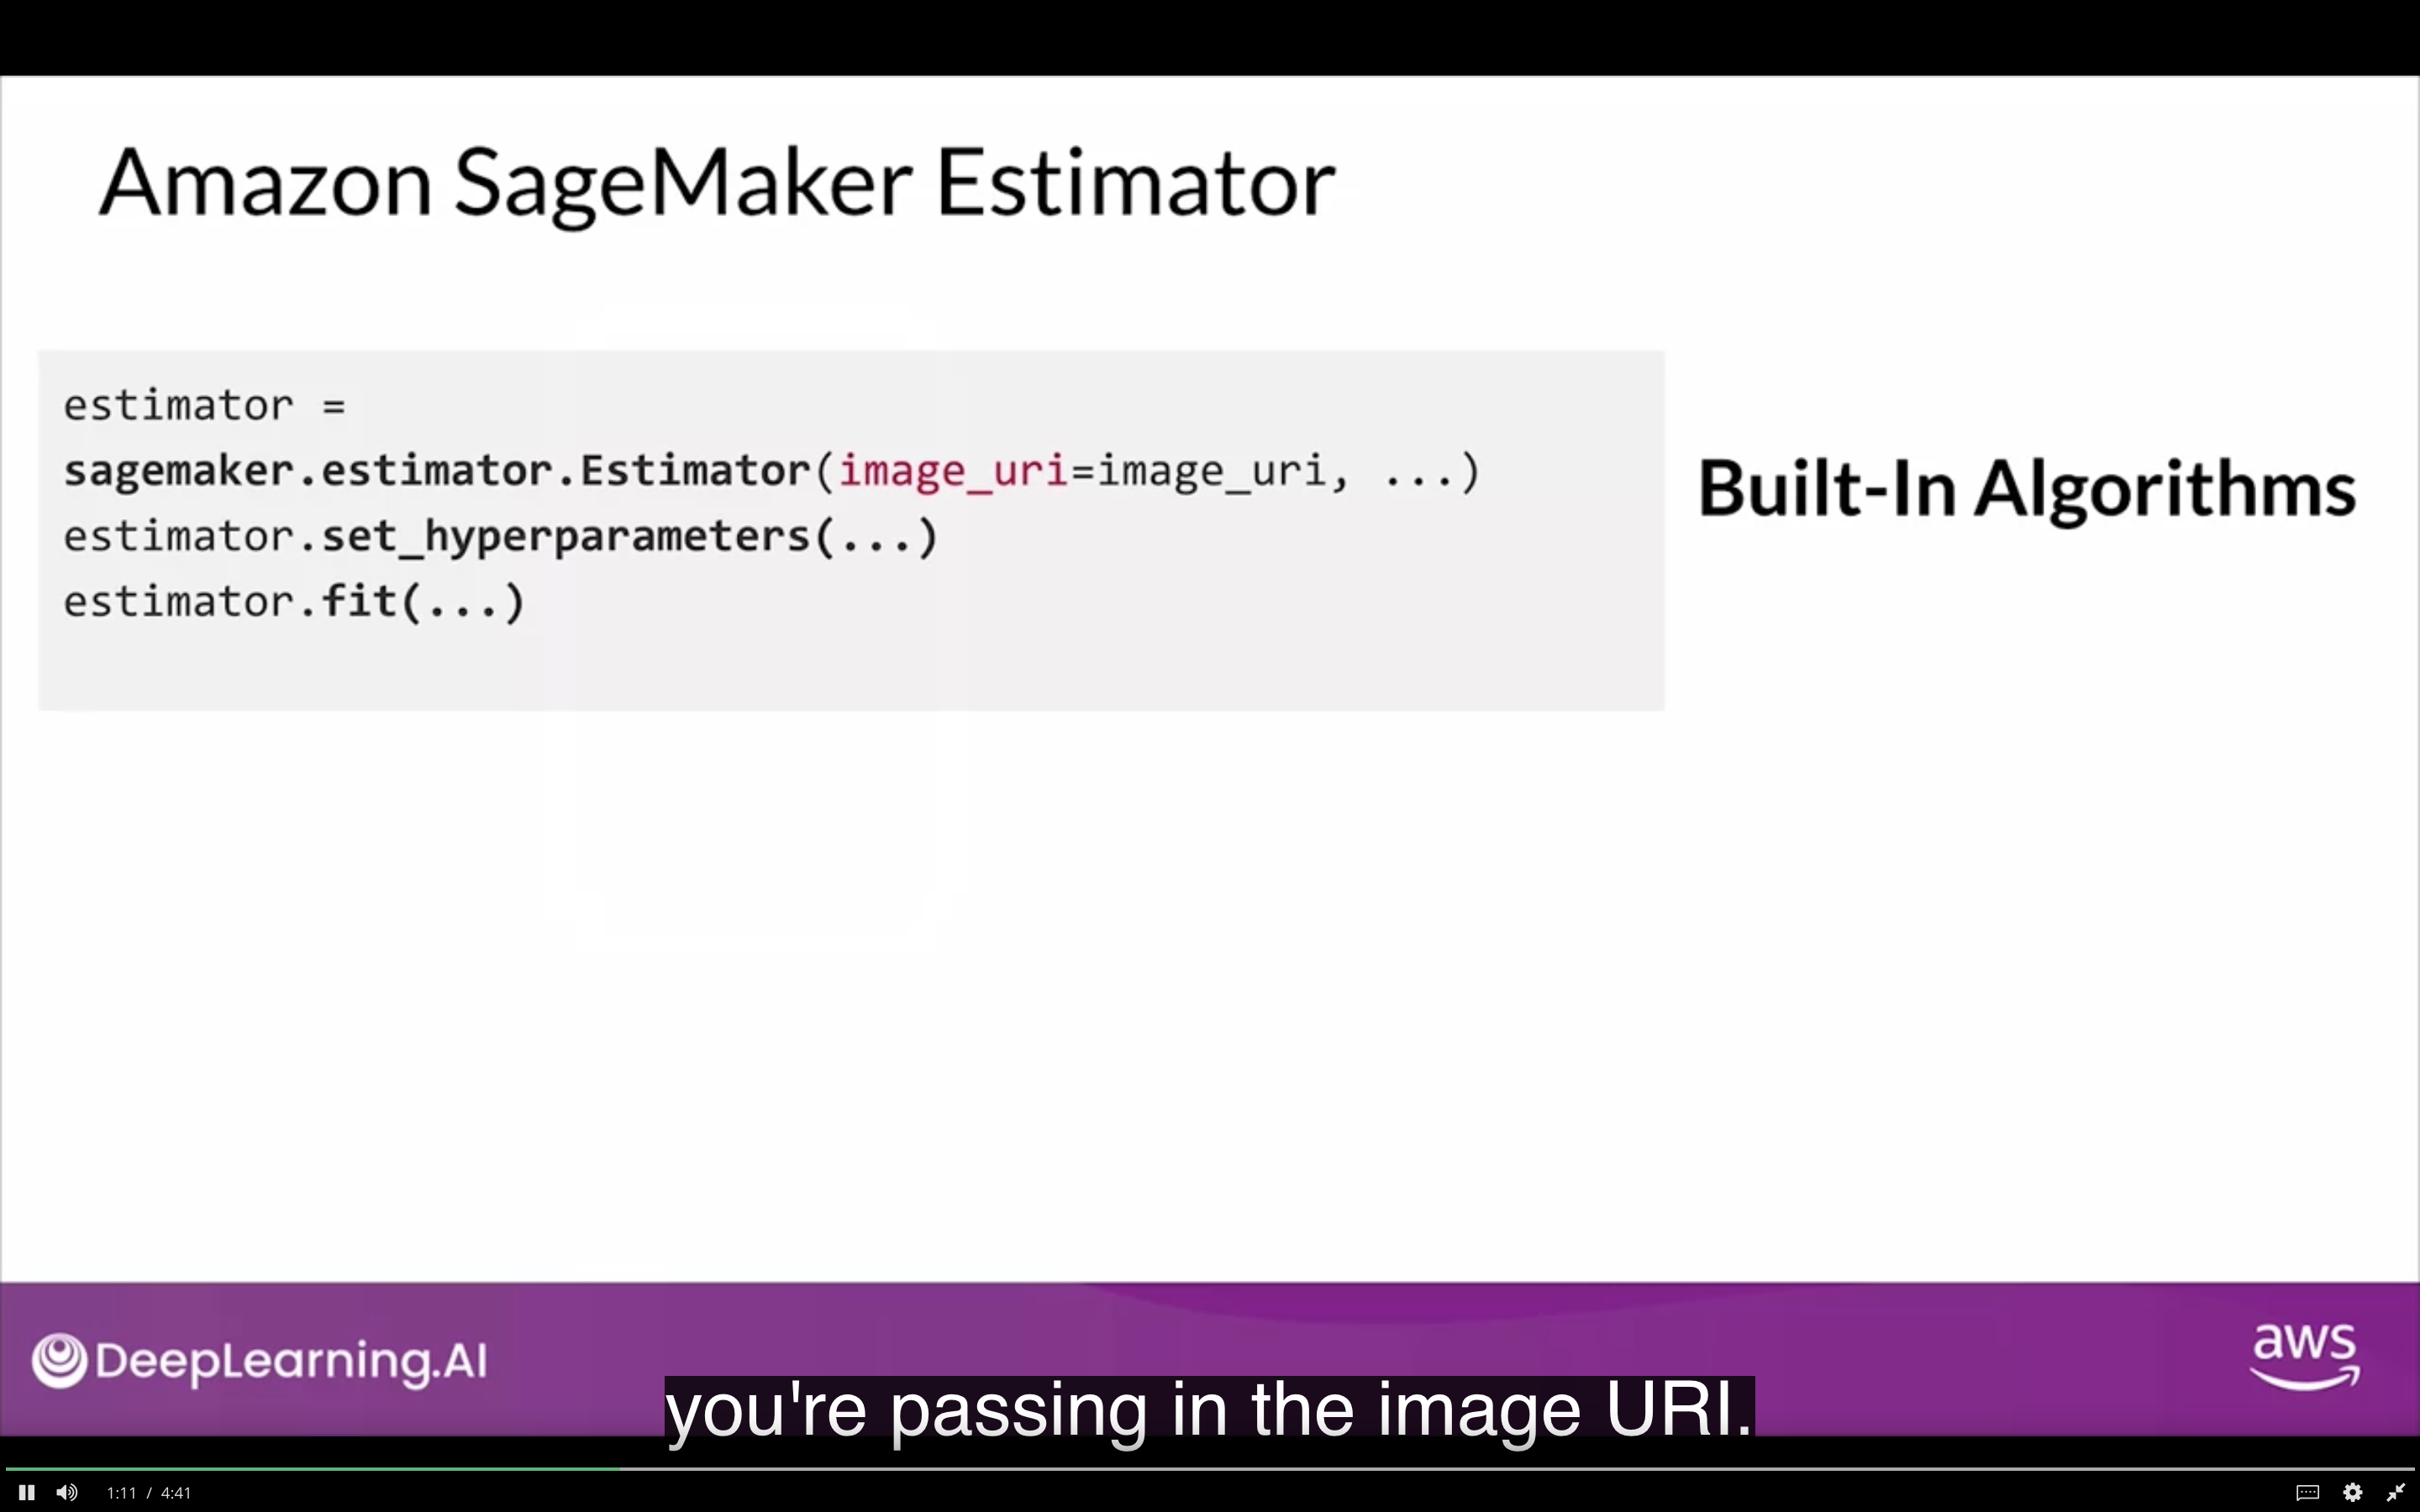 Amazon SageMaker Estimator
estimator =
sagemaker.estimator.Estimator(image_uri=image_uri, ...)
estimator.set_hyperparameters(...)
estimator.fit(...)
Built-In Algorithms
DeepLearning.AI
aws
you're passing in the image URI.
1:11 / 4:41